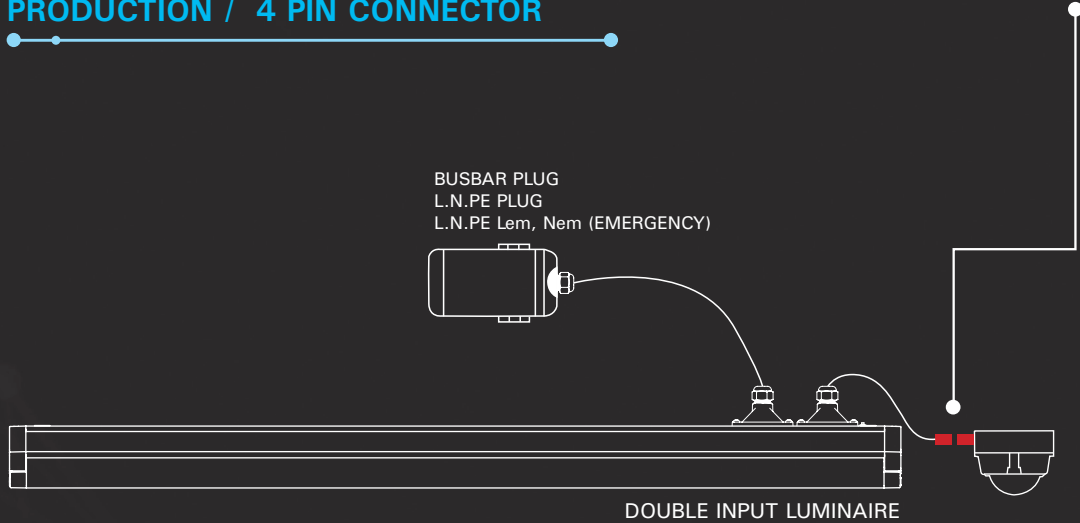 PRODUCTION / 4 PIN CONNECTOR
BUSBAR PLUG
L.N.PE PLUG
L.N.PE Lem, Nem (EMERGENCY)
DOUBLE INPUT LUMINAIRE